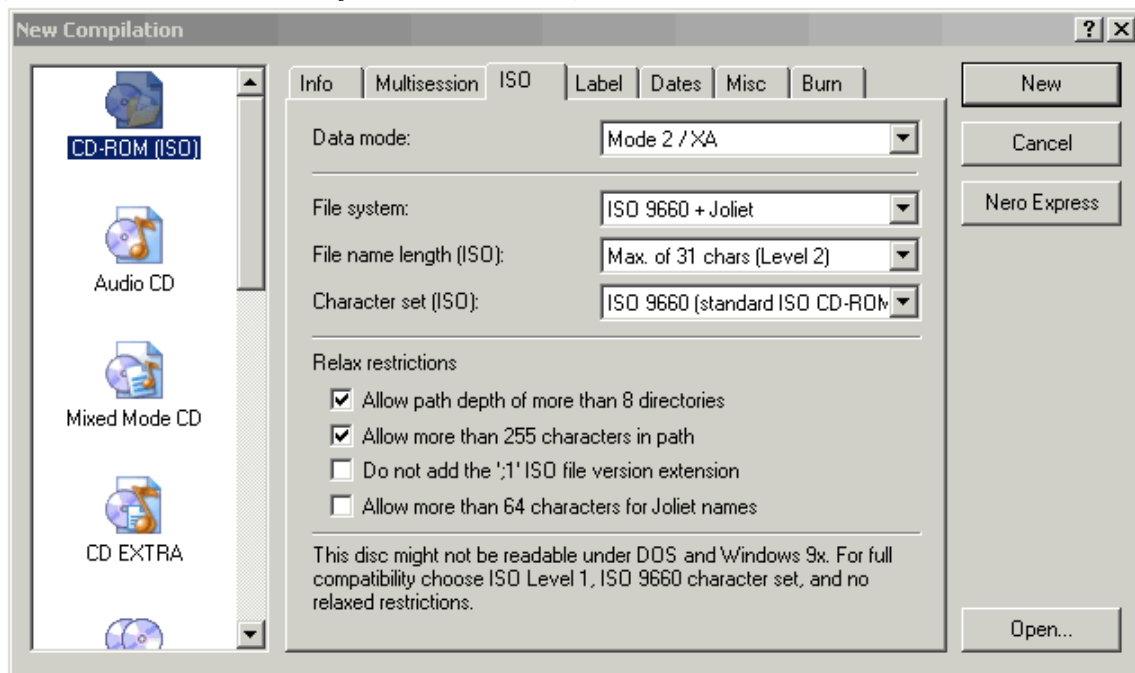 New Compilation
CD-ROM (ISO)
Audio CD
Mixed Mode CD
CD EXTRA
Info Multisession ISO Label Dates Misc Burn
Data mode: Mode 2 / XA
File system: ISO 9660 + Joliet
File name length (ISO): Max. of 31 chars (Level 2)
Character set (ISO): ISO 9660 (standard ISO CD-ROM
Relax restrictions
Allow path depth of more than 8 directories
Allow more than 255 characters in path
Do not add the ';1' ISO file version extension
Allow more than 64 characters for Joliet names
This disc might not be readable under DOS and Windows 9x. For full
compatibility choose ISO Level 1, ISO 9660 character set, and no
relaxed restrictions.
New
Cancel
Nero Express
Open...